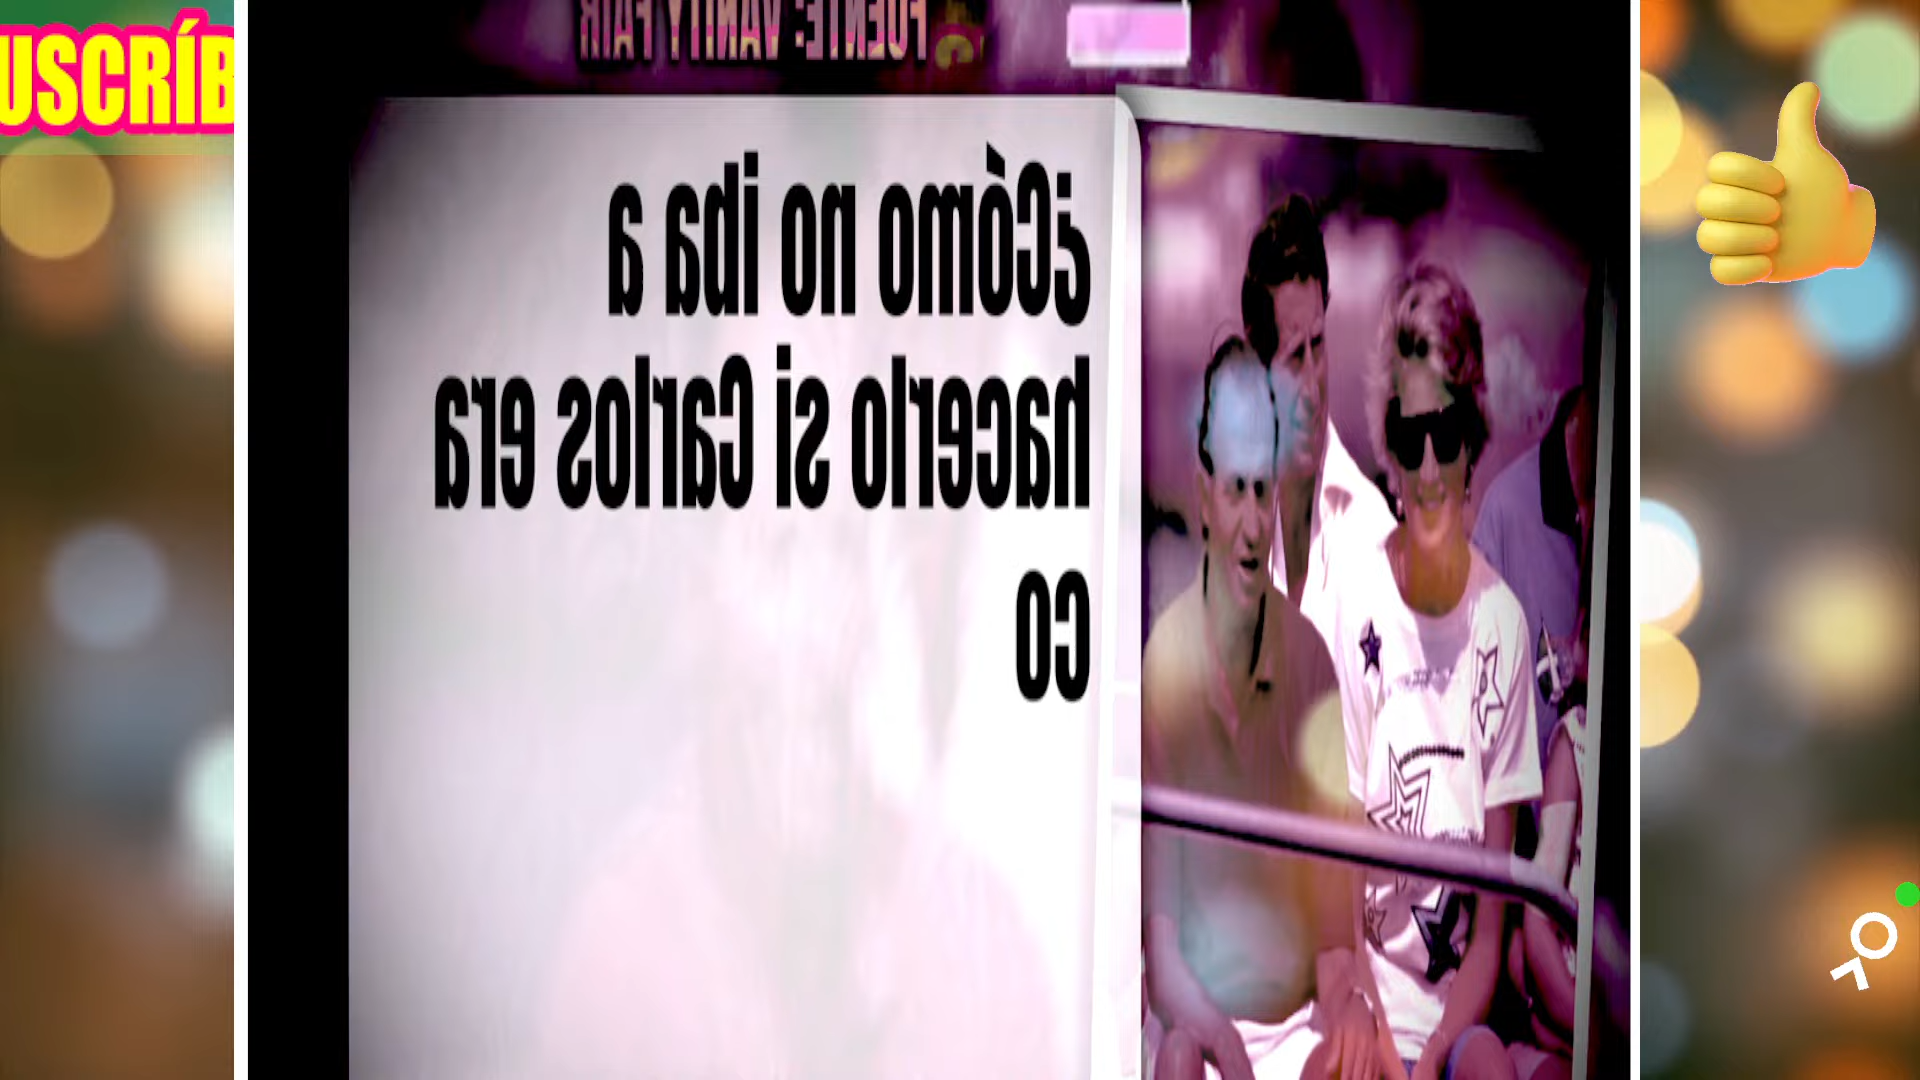 USCRÍB
FUENTE: VANITY FAIR
¿Cómo no iba a
hacerlo si Carlos era
co